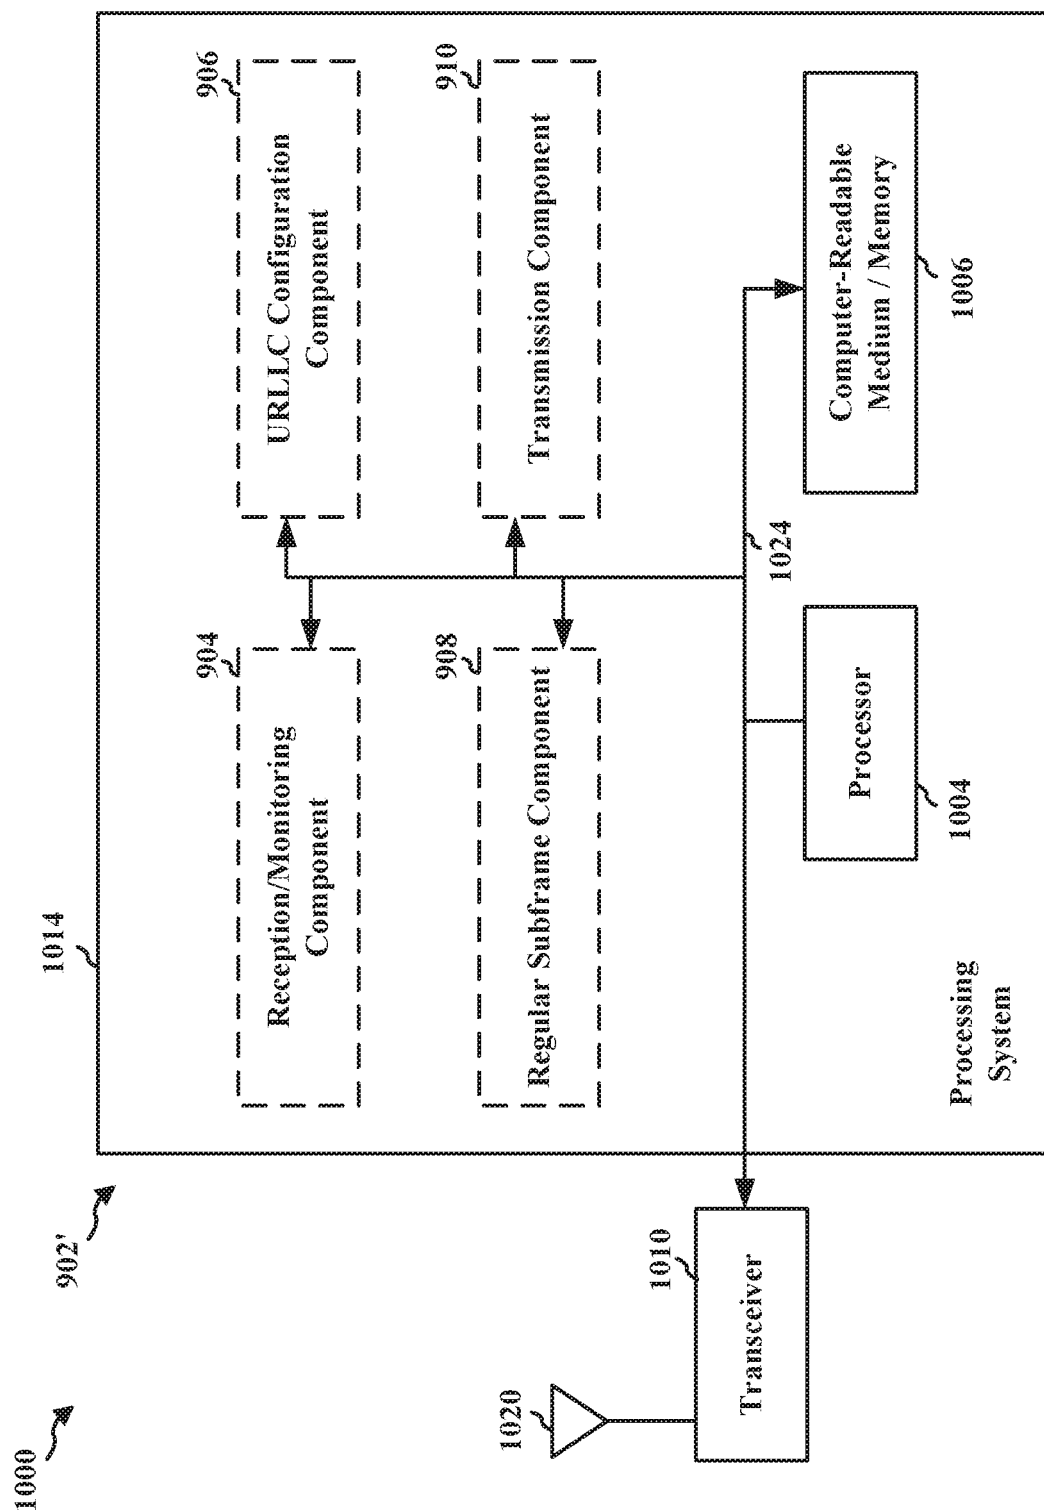 1000
902'
1014
904
Reception/Monitoring
Component
906
URLLC Configuration
Component
908
Regular Subframe Component
910
Transmission Component
1020
1010
Transceiver
1024
Processor
1004
Computer-Readable
Medium / Memory
1006
Processing
System